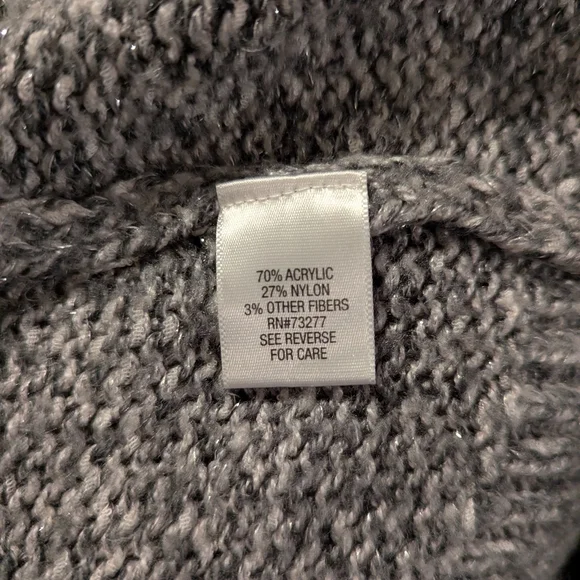 70% ACRYLIC
27% NYLON
3% OTHER FIBERS
RN#73277
SEE REVERSE
FOR CARE